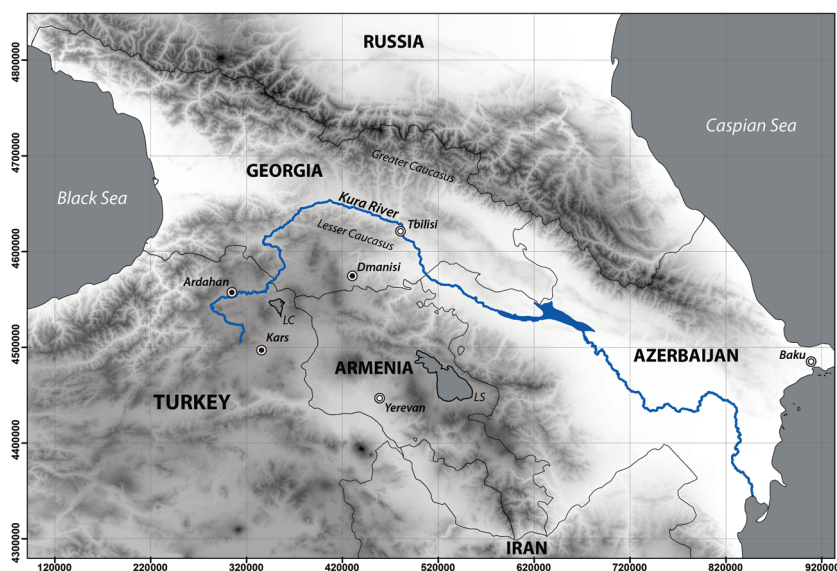 RUSSIA
Caspian Sea
Greater Caucasus
GEORGIA
Black Sea
Kura River
Tbilisi
Lesser Caucasus
Dmanisi
Ardahan
LC
Kars
AZERBAIJAN
Baku
ARMENIA
LS
TURKEY
Yerevan
IRAN
4800000
4700000
4600000
4500000
4400000
4300000
120000
220000
320000
420000
520000
620000
720000
820000
920000